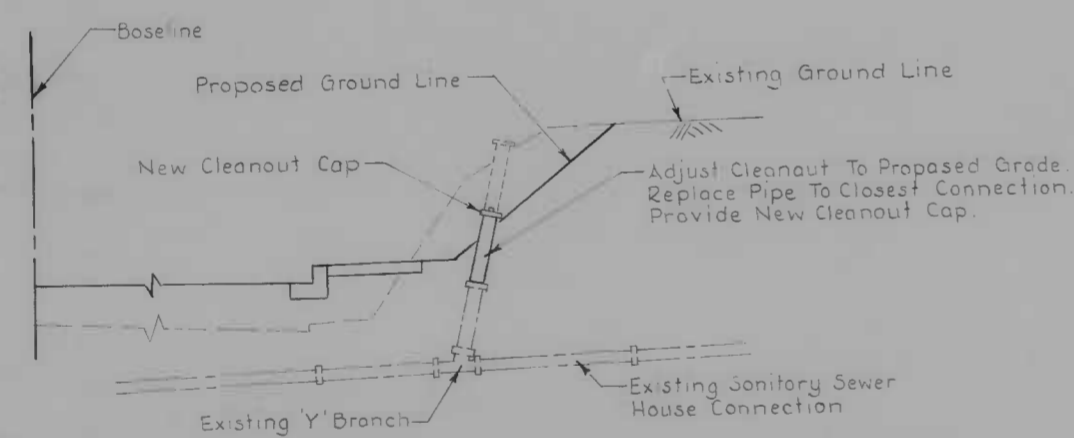 Baseline
Proposed Ground Line
Existing Ground Line
New Cleanout Cap
Adjust Cleanout To Proposed Grade.
Replace Pipe To Closest Connection.
Provide New Cleanout Cap.
Existing Sanitary Sewer
House Connection
Existing 'Y' Branch